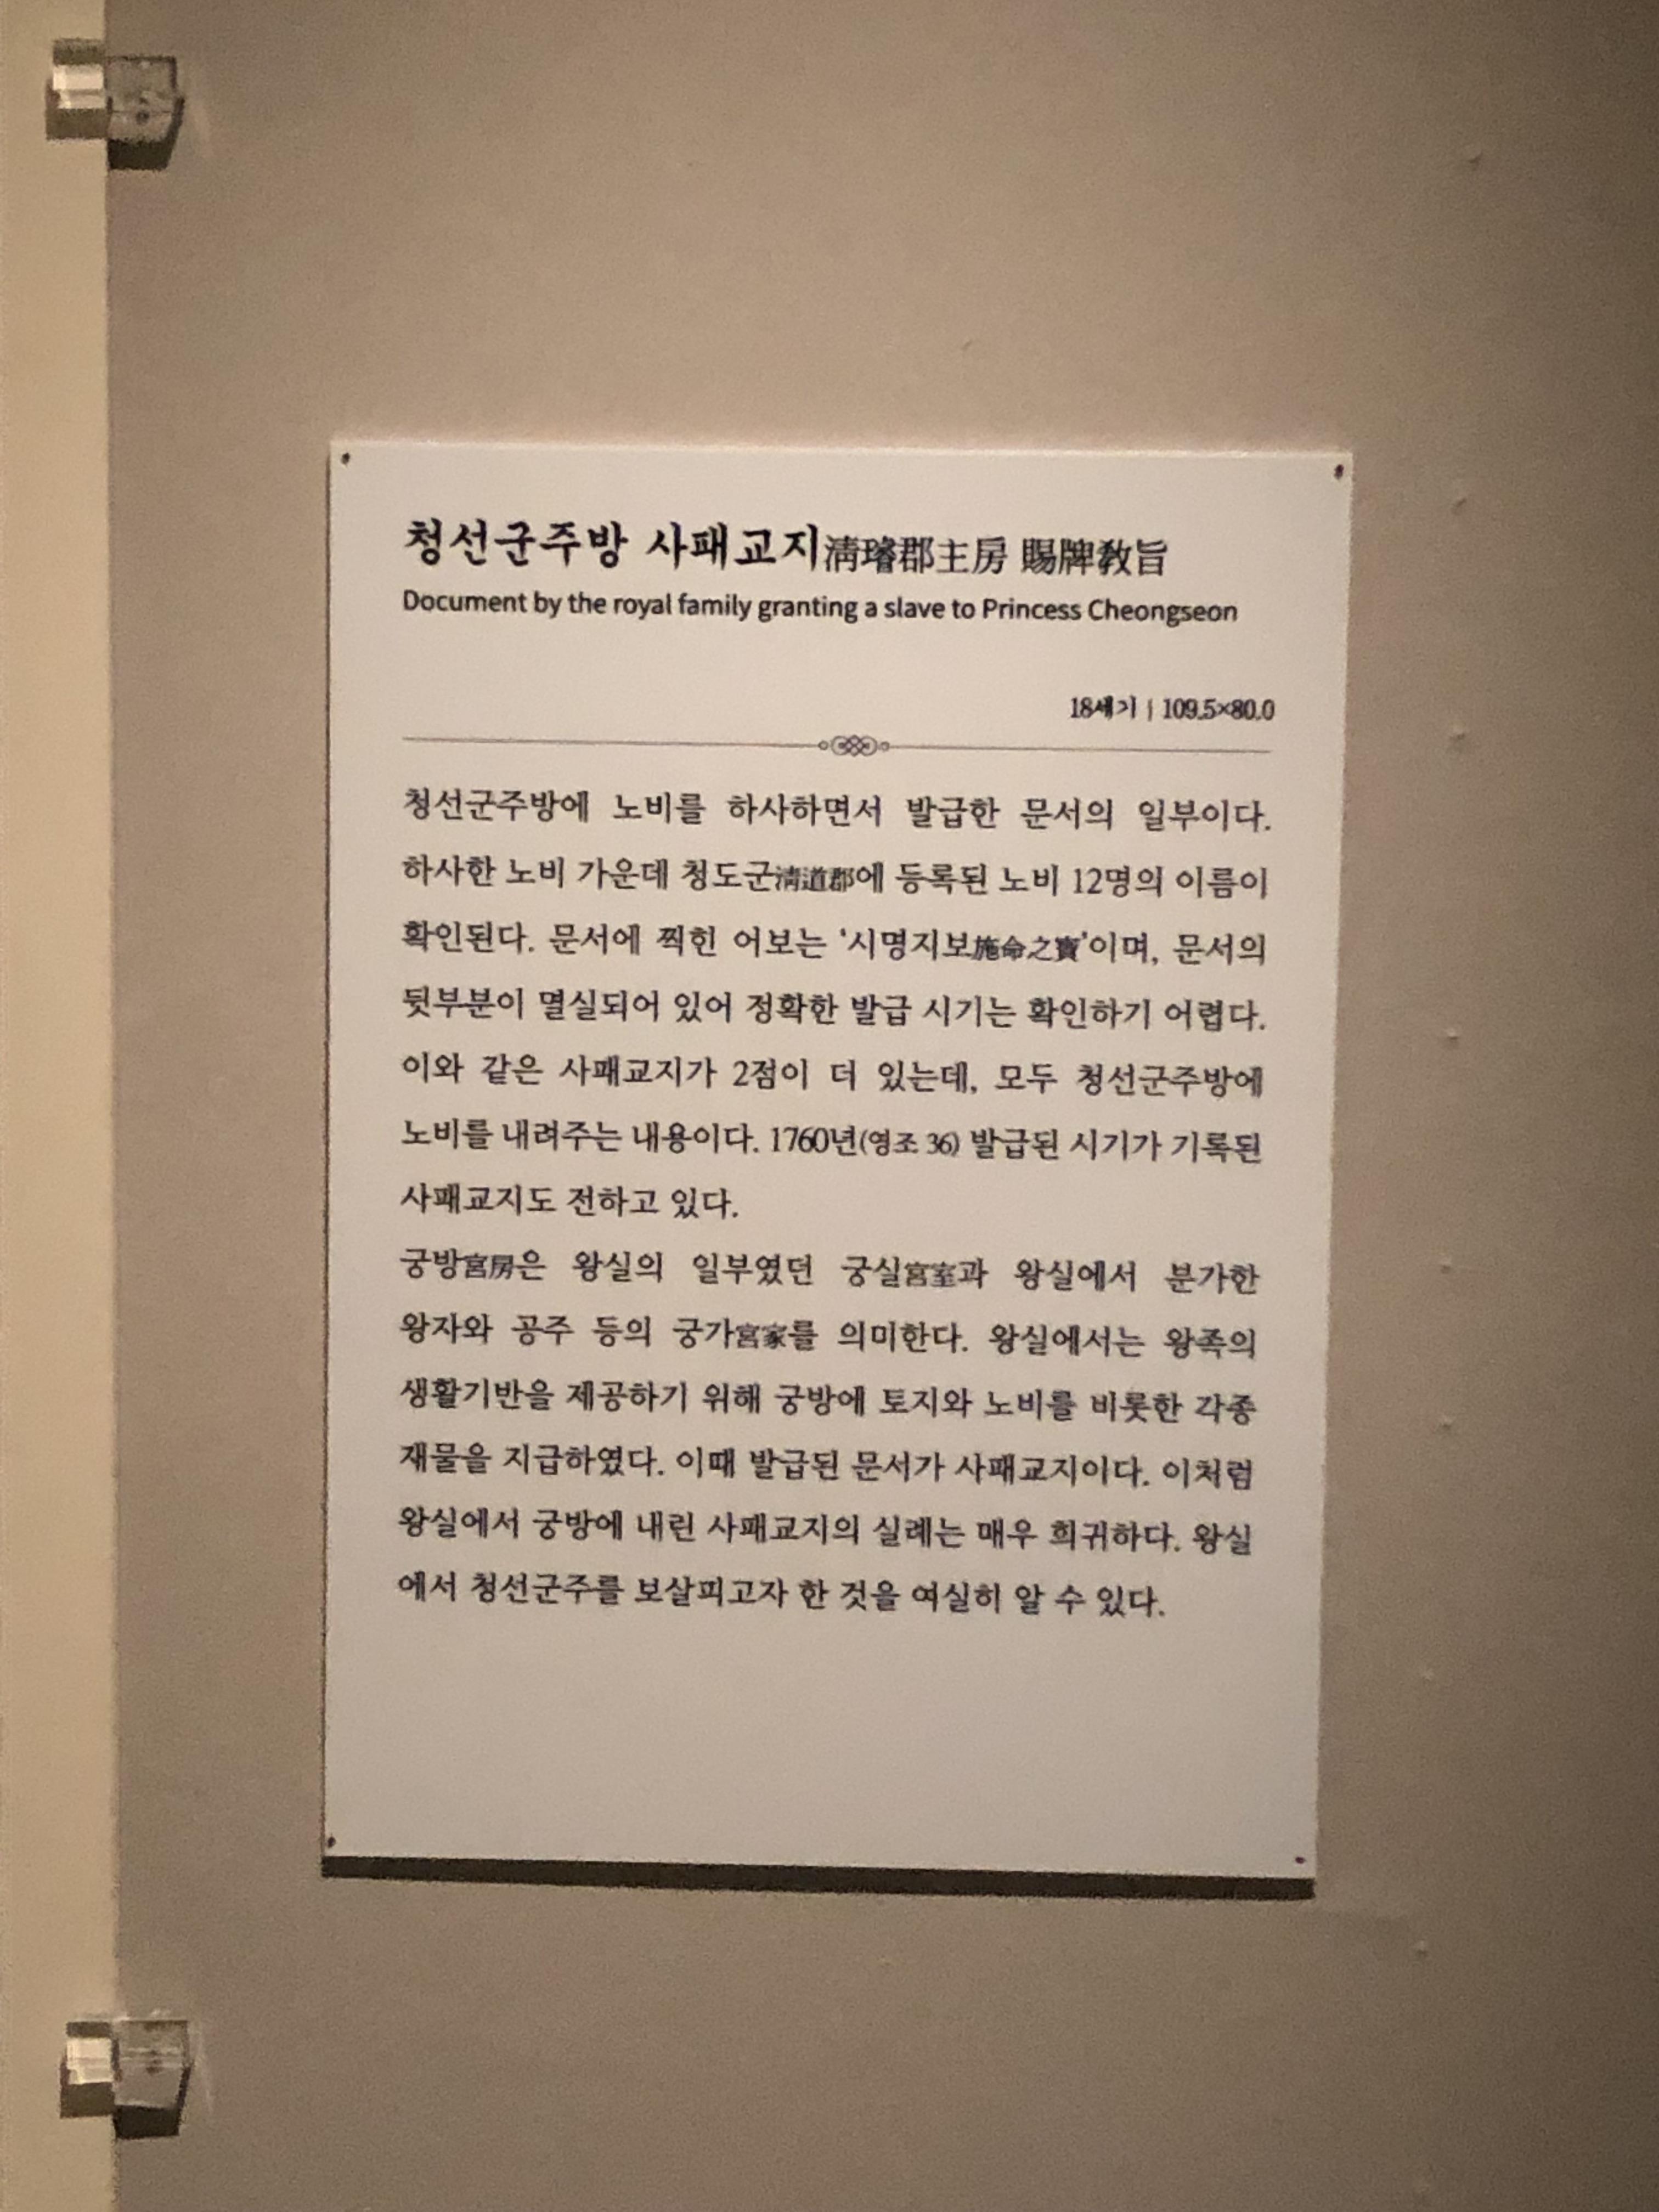 청선군주방 사패교지淸璿郡主房 賜牌敎旨
Document by the royal family granting a slave to Princess Cheongseon
18세기 | 109.5×80.0
청선군주방에 노비를 하사하면서 발급한 문서의 일부이다.
하사한 노비 가운데 청도군淸道郡에 등록된 노비 12명의 이름이
확인된다. 문서에 찍힌 어보는 ‘시명지보施命之寶’이며, 문서의
뒷부분이 멸실되어 있어 정확한 발급 시기는 확인하기 어렵다.
이와 같은 사패교지가 2점이 더 있는데, 모두 청선군주방에
노비를 내려주는 내용이다. 1760년(영조 36) 발급된 시기가 기록된
사패교지도 전하고 있다.
궁방宮房은 왕실의 일부였던 궁실宮室과 왕실에서 분가한
왕자와 공주 등의 궁가宮家를 의미한다. 왕실에서는 왕족의
생활기반을 제공하기 위해 궁방에 토지와 노비를 비롯한 각종
재물을 지급하였다. 이때 발급된 문서가 사패교지이다. 이처럼
왕실에서 궁방에 내린 사패교지의 실례는 매우 희귀하다. 왕실
에서 청선군주를 보살피고자 한 것을 여실히 알 수 있다.